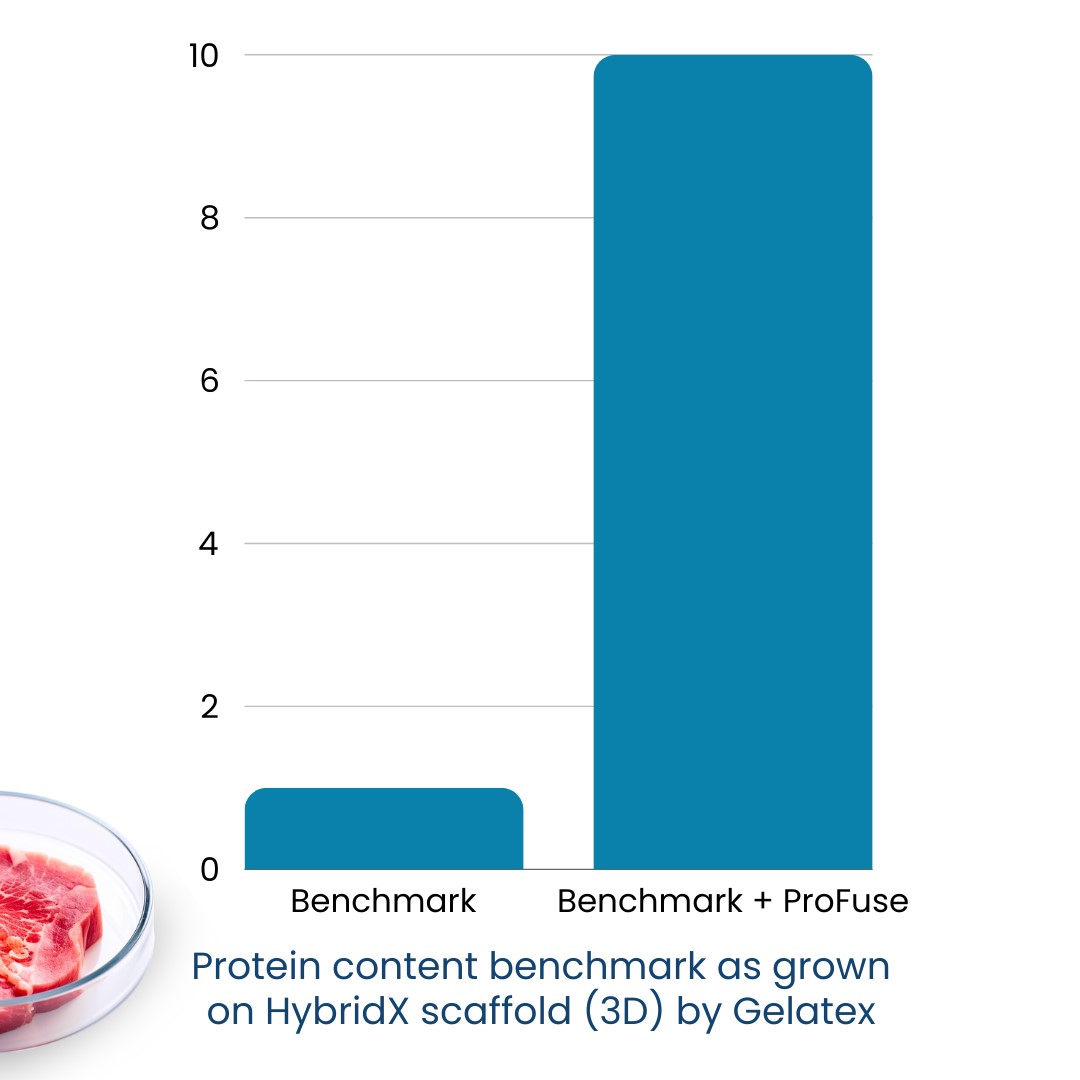 10
8
6
4
2
0
Benchmark
Benchmark + ProFuse
Protein content benchmark as grown
on HybridX scaffold (3D) by Gelatex